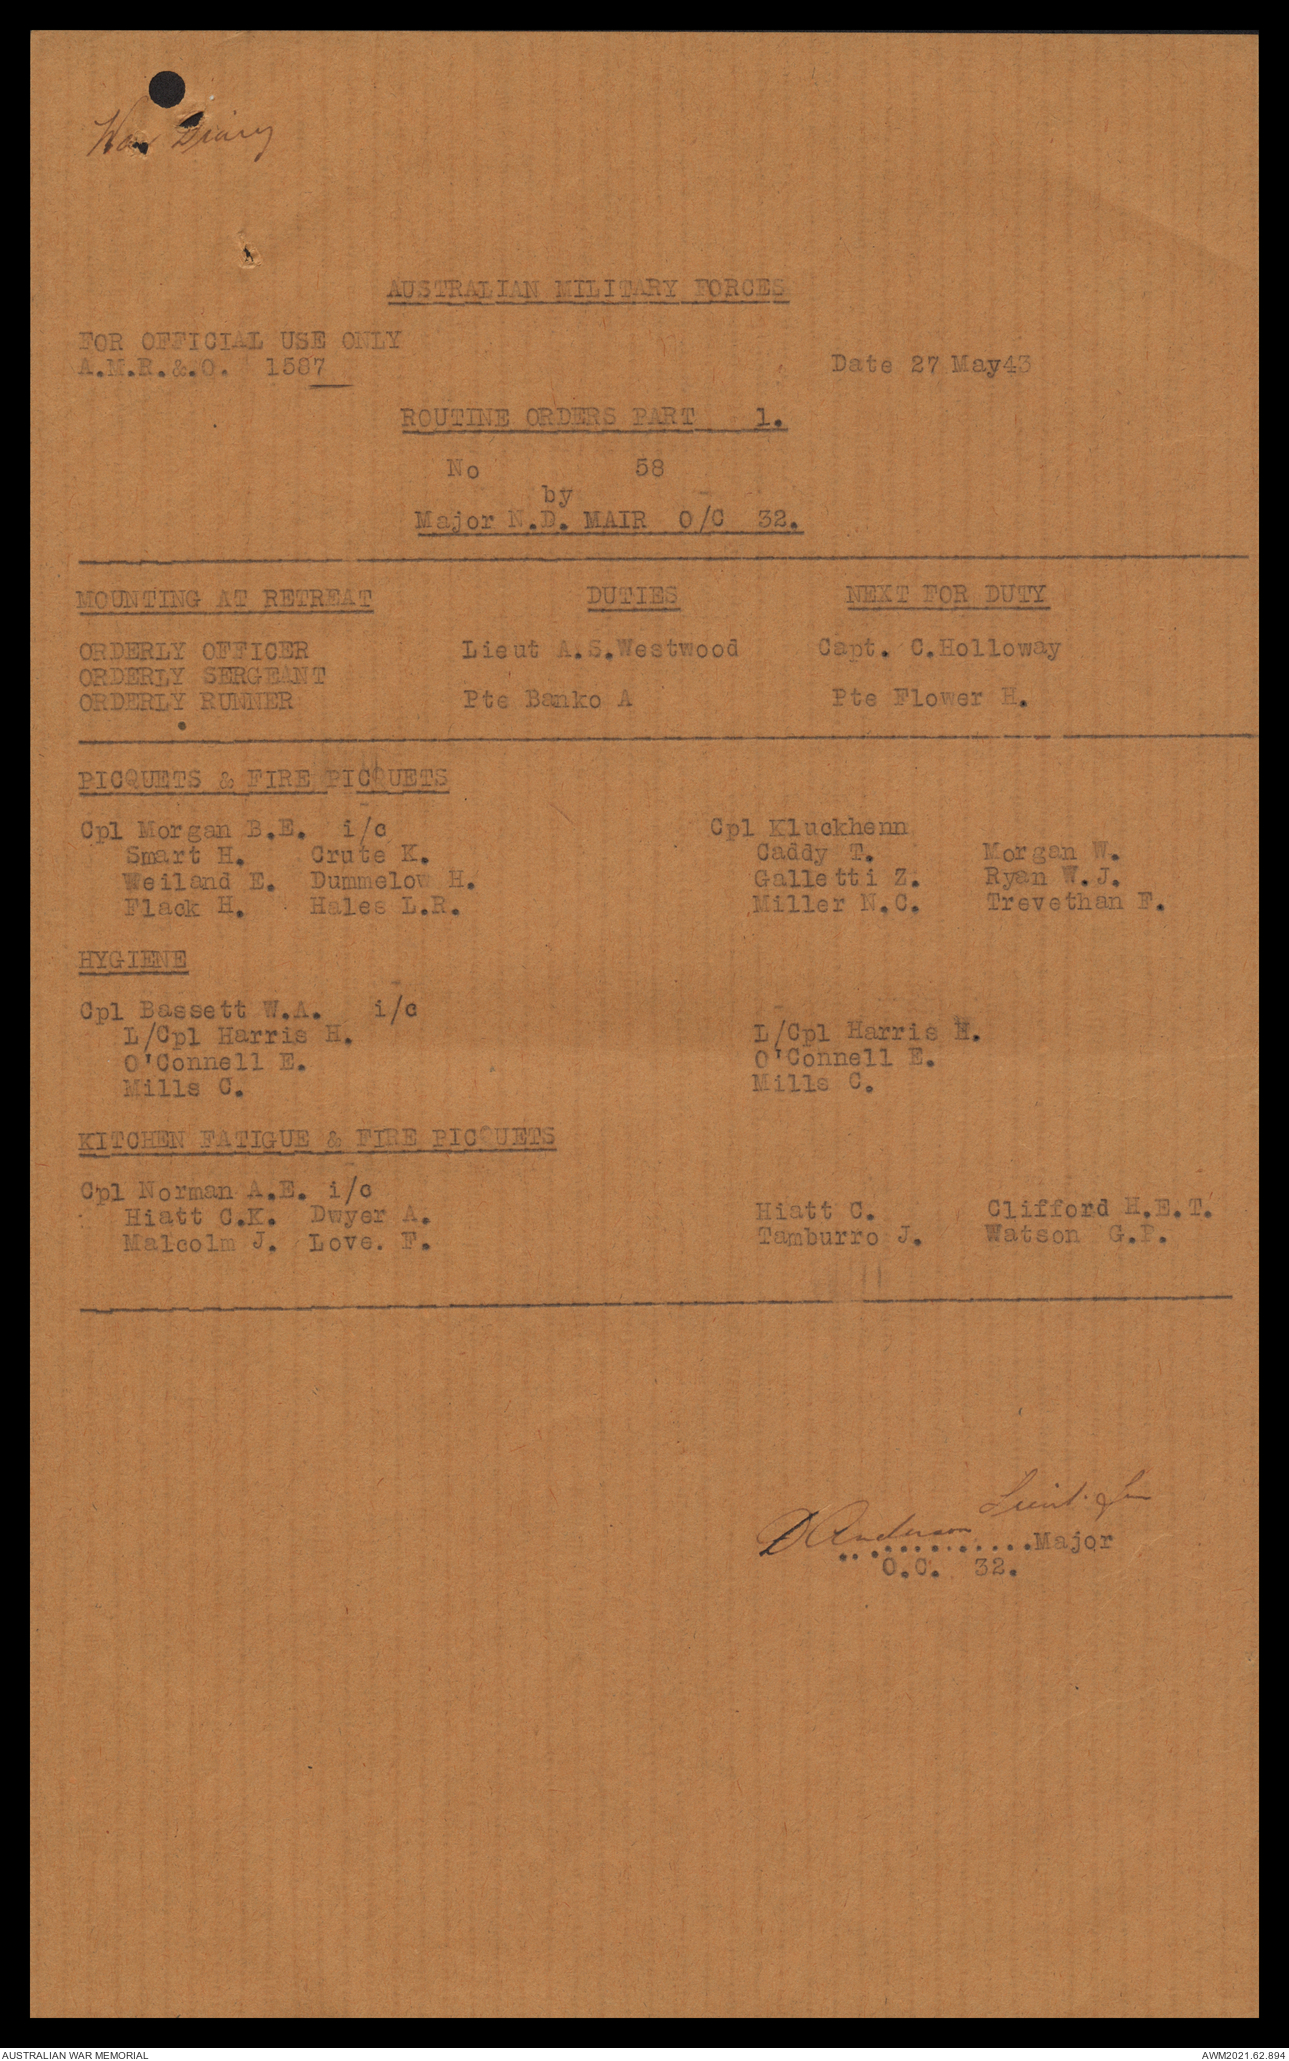 War Diary
AUSTRALIAN MILITARY FORCES
FOR OFFICIAL USE ONLY
A.M.R.&.O. 1587 Date 27 May43
ROUTINE ORDERS PART 1.
No 58
by
Major N.D. MAIR O/C 32.
MOUNTING AT RETREAT DUTIES NEXT FOR DUTY
ORDERLY OFFICER Lieut A.S.Westwood Capt. C.Holloway
ORDERLY SERGEANT
ORDERLY RUNNER Pte Banko A Pte Flower H.
PICQUETS & FIRE PICQUETS
Cpl Morgan B.E. i/c Cpl Kluckhenn
Smart H. Crute K. Caddy T. Morgan W.
Weiland E. Dummelow H. Galletti Z. Ryan W.J.
Flack H. Hales L.R. Miller N.C. Trevethan F.
HYGIENE
Cpl Bassett W.A. i/c
L/Cpl Harris H. L/Cpl Harris H.
O'Connell E. O'Connell E.
Mills C. Mills C.
KITCHEN FATIGUE & FIRE PICQUETS
Cpl Norman A.E. i/c
Hiatt C.K. Dwyer A. Hiatt C. Clifford H.E.T.
Malcolm J. Love. F. Tamburro J. Watson G.P.
D Anderson Lieut. for
...............Major
O.C. 32.
AUSTRALIAN WAR MEMORIAL AWM2021.62.894